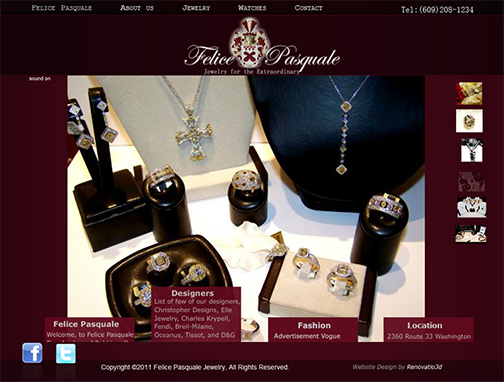 Felice Pasquale About us Jewelry Watches Contact Tel:(609)208-1234
Felice Pasquale
Jewelry for the Extraordinary
sound on
Designers
List of few of our designers,
Christopher Designs, Elle
Jewelry, Charles Krypell,
Fendi, Breil-Milano,
Oceanus, Tissot, and D&G
Felice Pasquale
Welcome, to Felice Pasquale
Fashion
Advertisement Vogue
Location
2360 Route 33 Washington
Copyright ©2011 Felice Pasquale Jewelry, All Rights Reserved.
Website Design by Renovatio3d